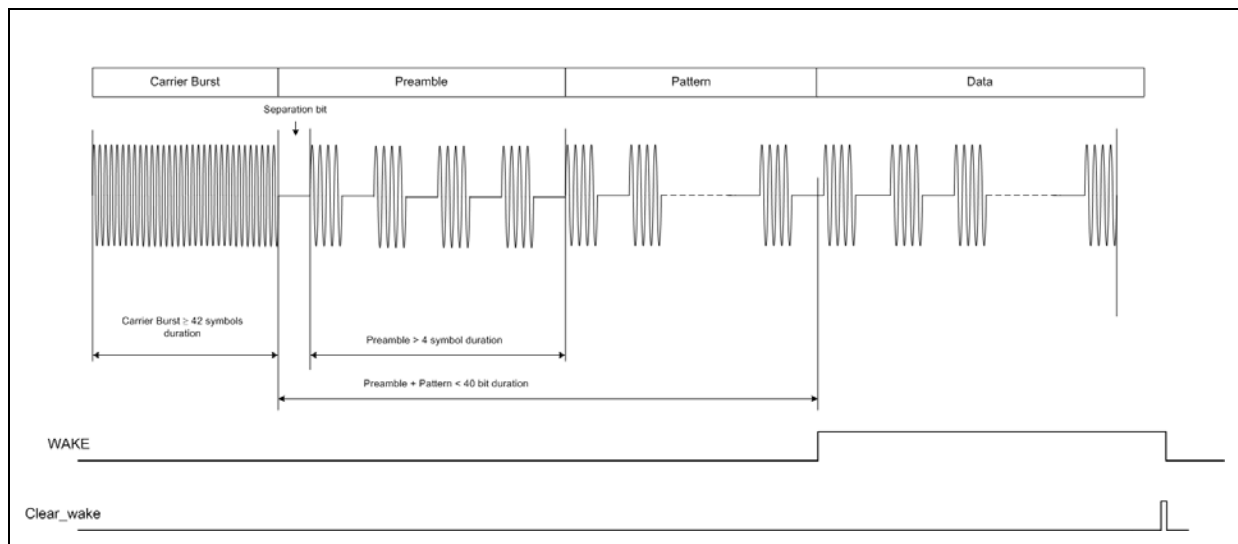 Carrier Burst Preamble Pattern Data
Separation bit
Carrier Burst ≥ 42 symbols
duration
Preamble > 4 symbol duration
Preamble + Pattern < 40 bit duration
WAKE
Clear_wake